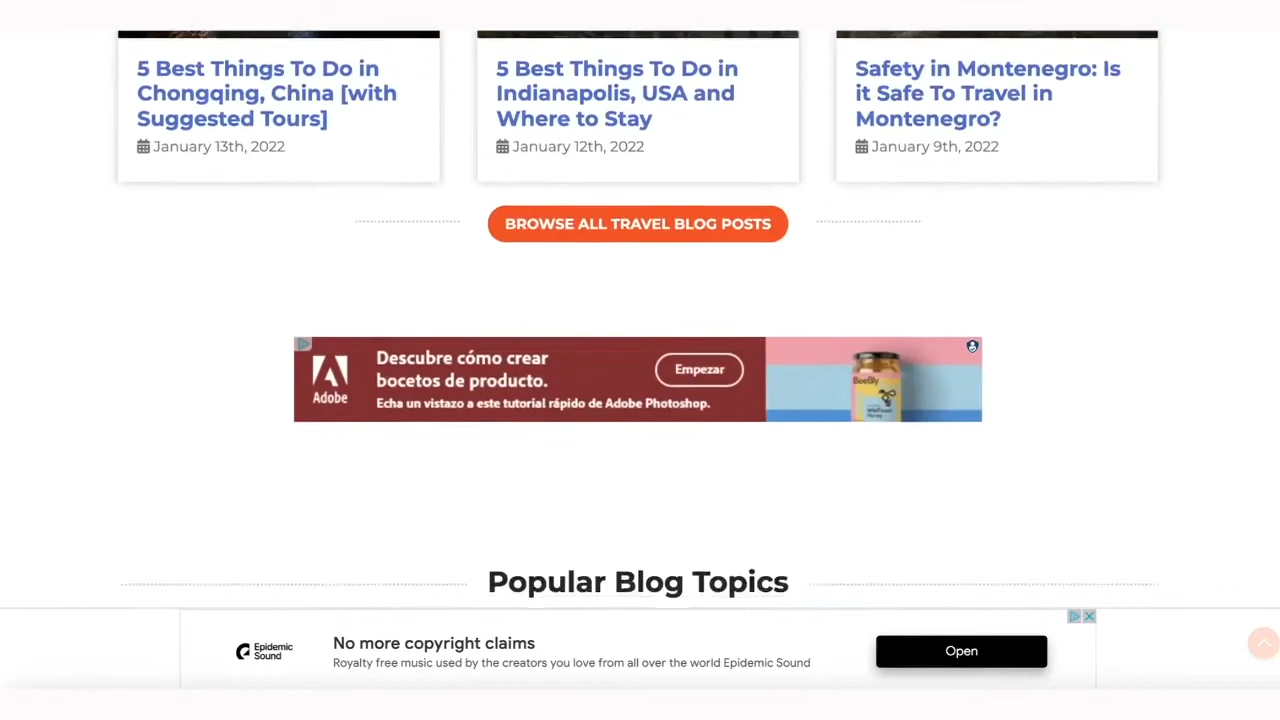 5 Best Things To Do in
Chongqing, China [with
Suggested Tours]
January 13th, 2022
5 Best Things To Do in
Indianapolis, USA and
Where to Stay
January 12th, 2022
Safety in Montenegro: Is
it Safe To Travel in
Montenegro?
January 9th, 2022
BROWSE ALL TRAVEL BLOG POSTS
Adobe
Descubre cómo crear
bocetos de producto.
Echa un vistazo a este tutorial rápido de Adobe Photoshop.
Empezar
BeeBly
Wildflower
Honey
Popular Blog Topics
Epidemic
Sound
No more copyright claims
Royalty free music used by the creators you love from all over the world Epidemic Sound
Open